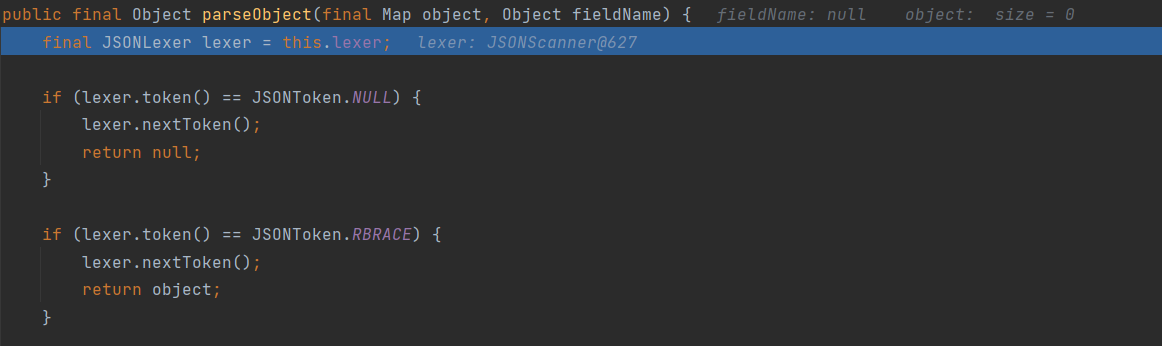 public final Object parseObject(final Map object, Object fieldName) {   fieldName: null    object:  size = 0
    final JSONLexer lexer = this.lexer;   lexer: JSONScanner@627
    if (lexer.token() == JSONToken.NULL) {
        lexer.nextToken();
        return null;
    }
    if (lexer.token() == JSONToken.RBRACE) {
        lexer.nextToken();
        return object;
    }